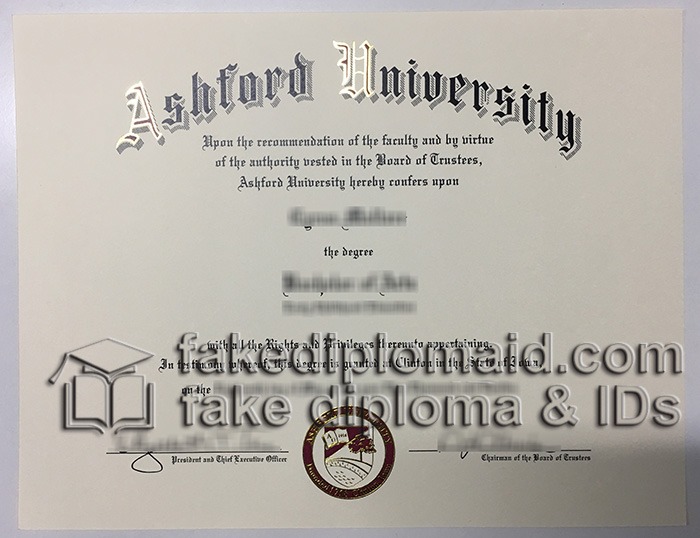 Ashford University
Upon the recommendation of the faculty and by virtue
of the authority vested in the Board of Trustees,
Ashford University hereby confers upon
the degree
Bachelor of Arts
with all the Rights and Privileges thereunto appertaining.
In testimony whereof, this degree is granted at Clinton in the State of Iowa,
on the
fakediplomaid.com
fake diploma & IDs
President and Chief Executive Officer
Chairman of the Board of Trustees